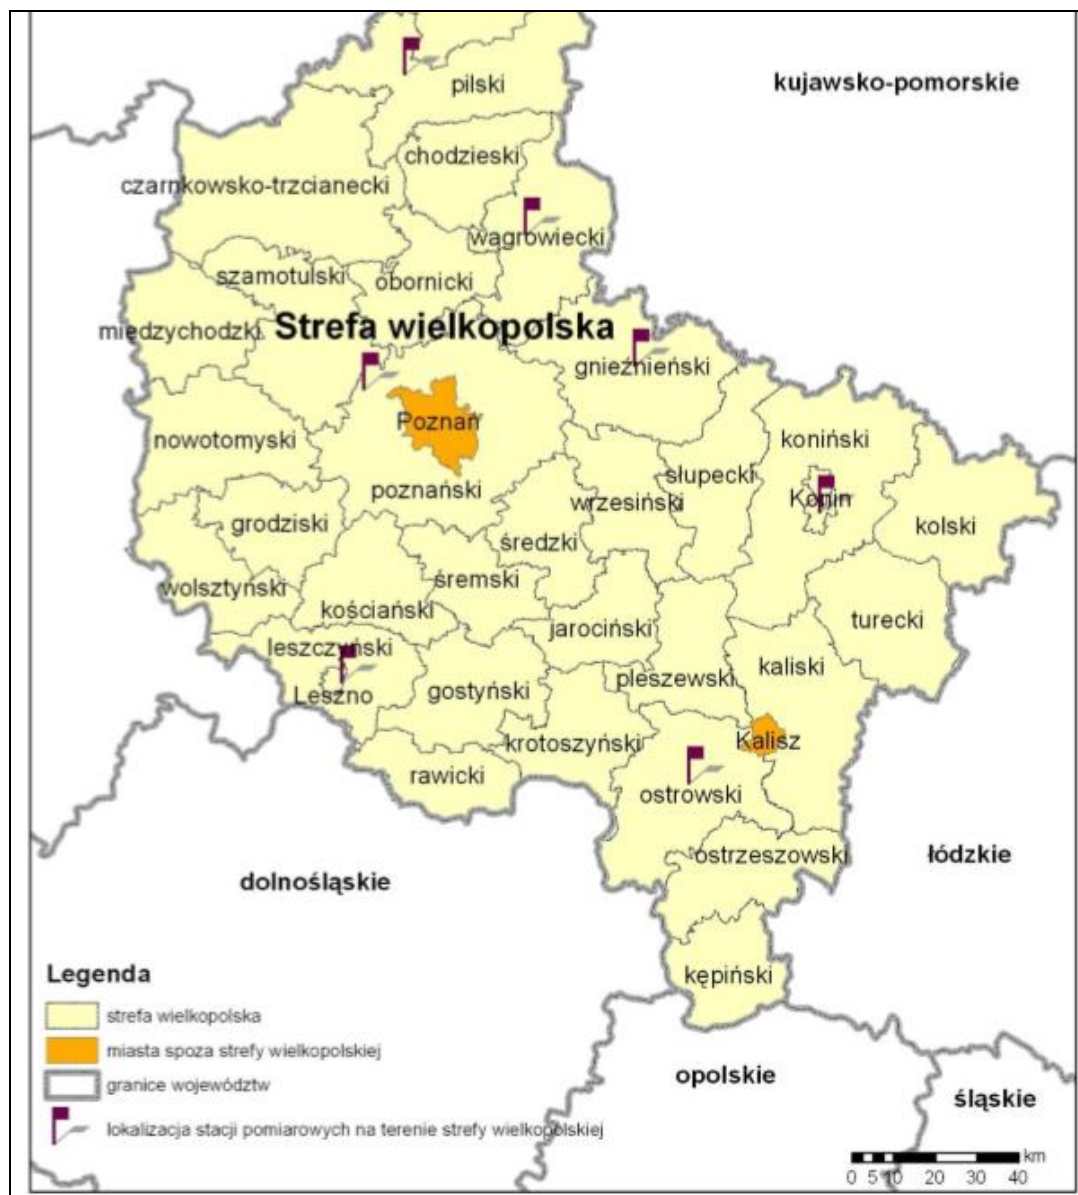 kujawsko-pomorskie
pilski
chodzieski
czarnkowsko-trzcianecki
wągrowiecki
szamotulski
obornicki
międzychodzki
Strefa wielkopolska
gnieźnieński
Poznań
nowotomyski
koniński
słupecki
poznański
wrzesiński
Konin
grodziski
kolski
średzki
śremski
wolsztyński
kościański
turecki
jarociński
leszczyński
kaliski
pleszewski
Leszno
gostyński
krotoszyński
Kalisz
rawicki
ostrowski
ostrzeszowski
łódzkie
dolnośląskie
kępiński
Legenda
strefa wielkopolska
miasta spoza strefy wielkopolskiej
granice województw
opolskie
śląskie
lokalizacja stacji pomiarowych na terenie strefy wielkopolskiej
km
0 5 10 20 30 40